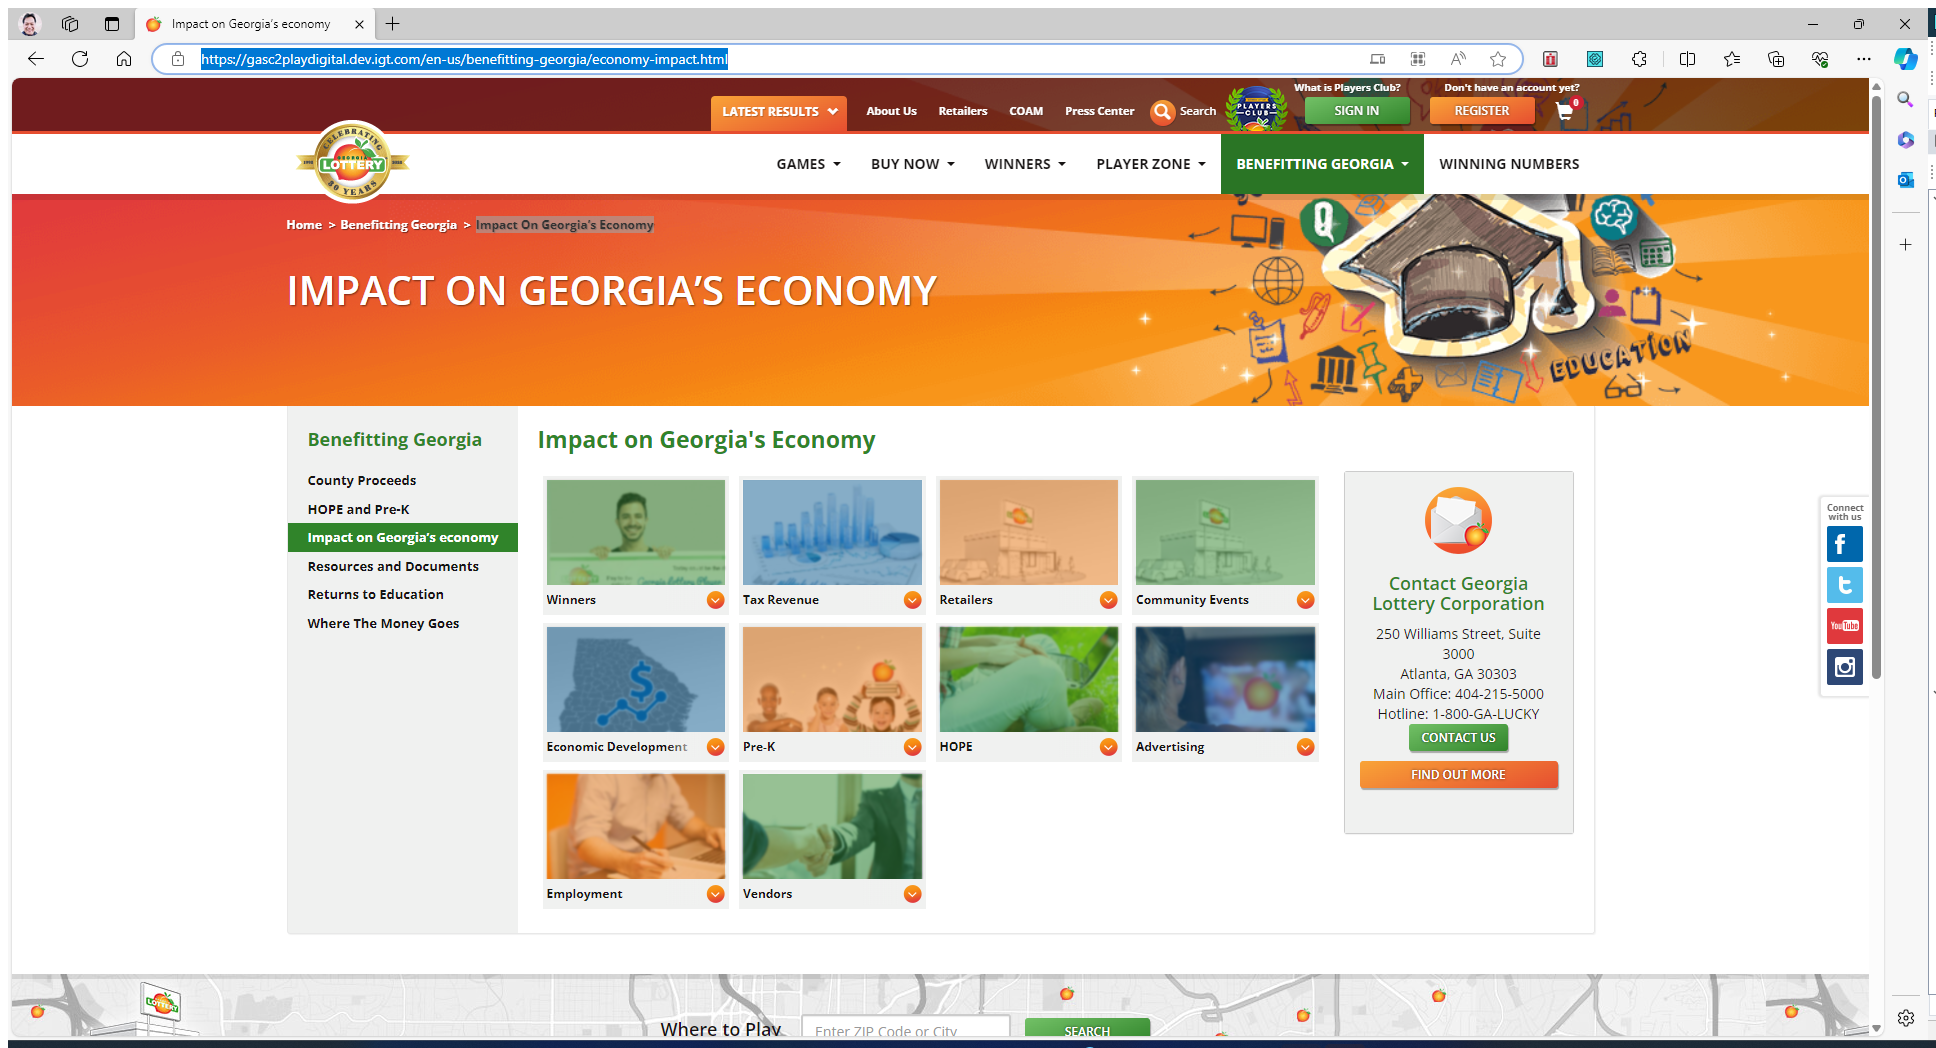 Impact on Georgia's economy
https://gasc2playdigital.dev.igt.com/en-us/benefitting-georgia/economy-impact.html
What is Players Club?
Don't have an account yet?
LATEST RESULTS
About Us
Retailers
COAM
Press Center
Search
PLAYERS CLUB
SIGN IN
REGISTER
0
CELEBRATING
GEORGIA
LOTTERY
30 YEARS
GAMES
BUY NOW
WINNERS
PLAYER ZONE
BENEFITTING GEORGIA
WINNING NUMBERS
Home > Benefitting Georgia > Impact On Georgia's Economy
IMPACT ON GEORGIA’S ECONOMY
EDUCATION
Benefitting Georgia
County Proceeds
HOPE and Pre-K
Impact on Georgia’s economy
Resources and Documents
Returns to Education
Where The Money Goes
Impact on Georgia's Economy
Winners
Tax Revenue
Retailers
Community Events
Economic Development
Pre-K
HOPE
Advertising
Employment
Vendors
Contact Georgia
Lottery Corporation
250 Williams Street, Suite
3000
Atlanta, GA 30303
Main Office: 404-215-5000
Hotline: 1-800-GA-LUCKY
CONTACT US
FIND OUT MORE
Connect
with us
You Tube
LOTTERY
Where to Play
Enter ZIP Code or City
SEARCH